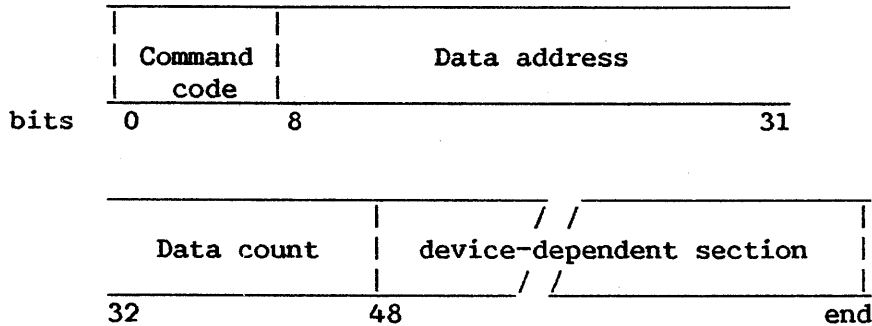 Command Data address
code
bits 0 8 31
Data count device-dependent section
32 48 end